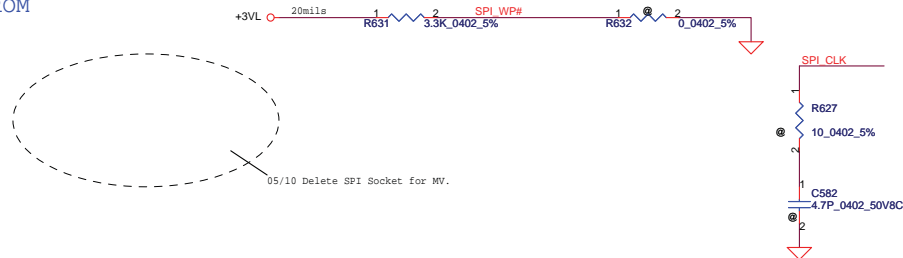 ROM
+3VL 20mils 1 2 SPI_WP# 1 @ 2
R631 3.3K_0402_5% R632 0_0402_5%
SPI_CLK
1
R627
@ 10_0402_5%
2
05/10 Delete SPI Socket for MV.
1
C582
4.7P_0402_50V8C
@
2